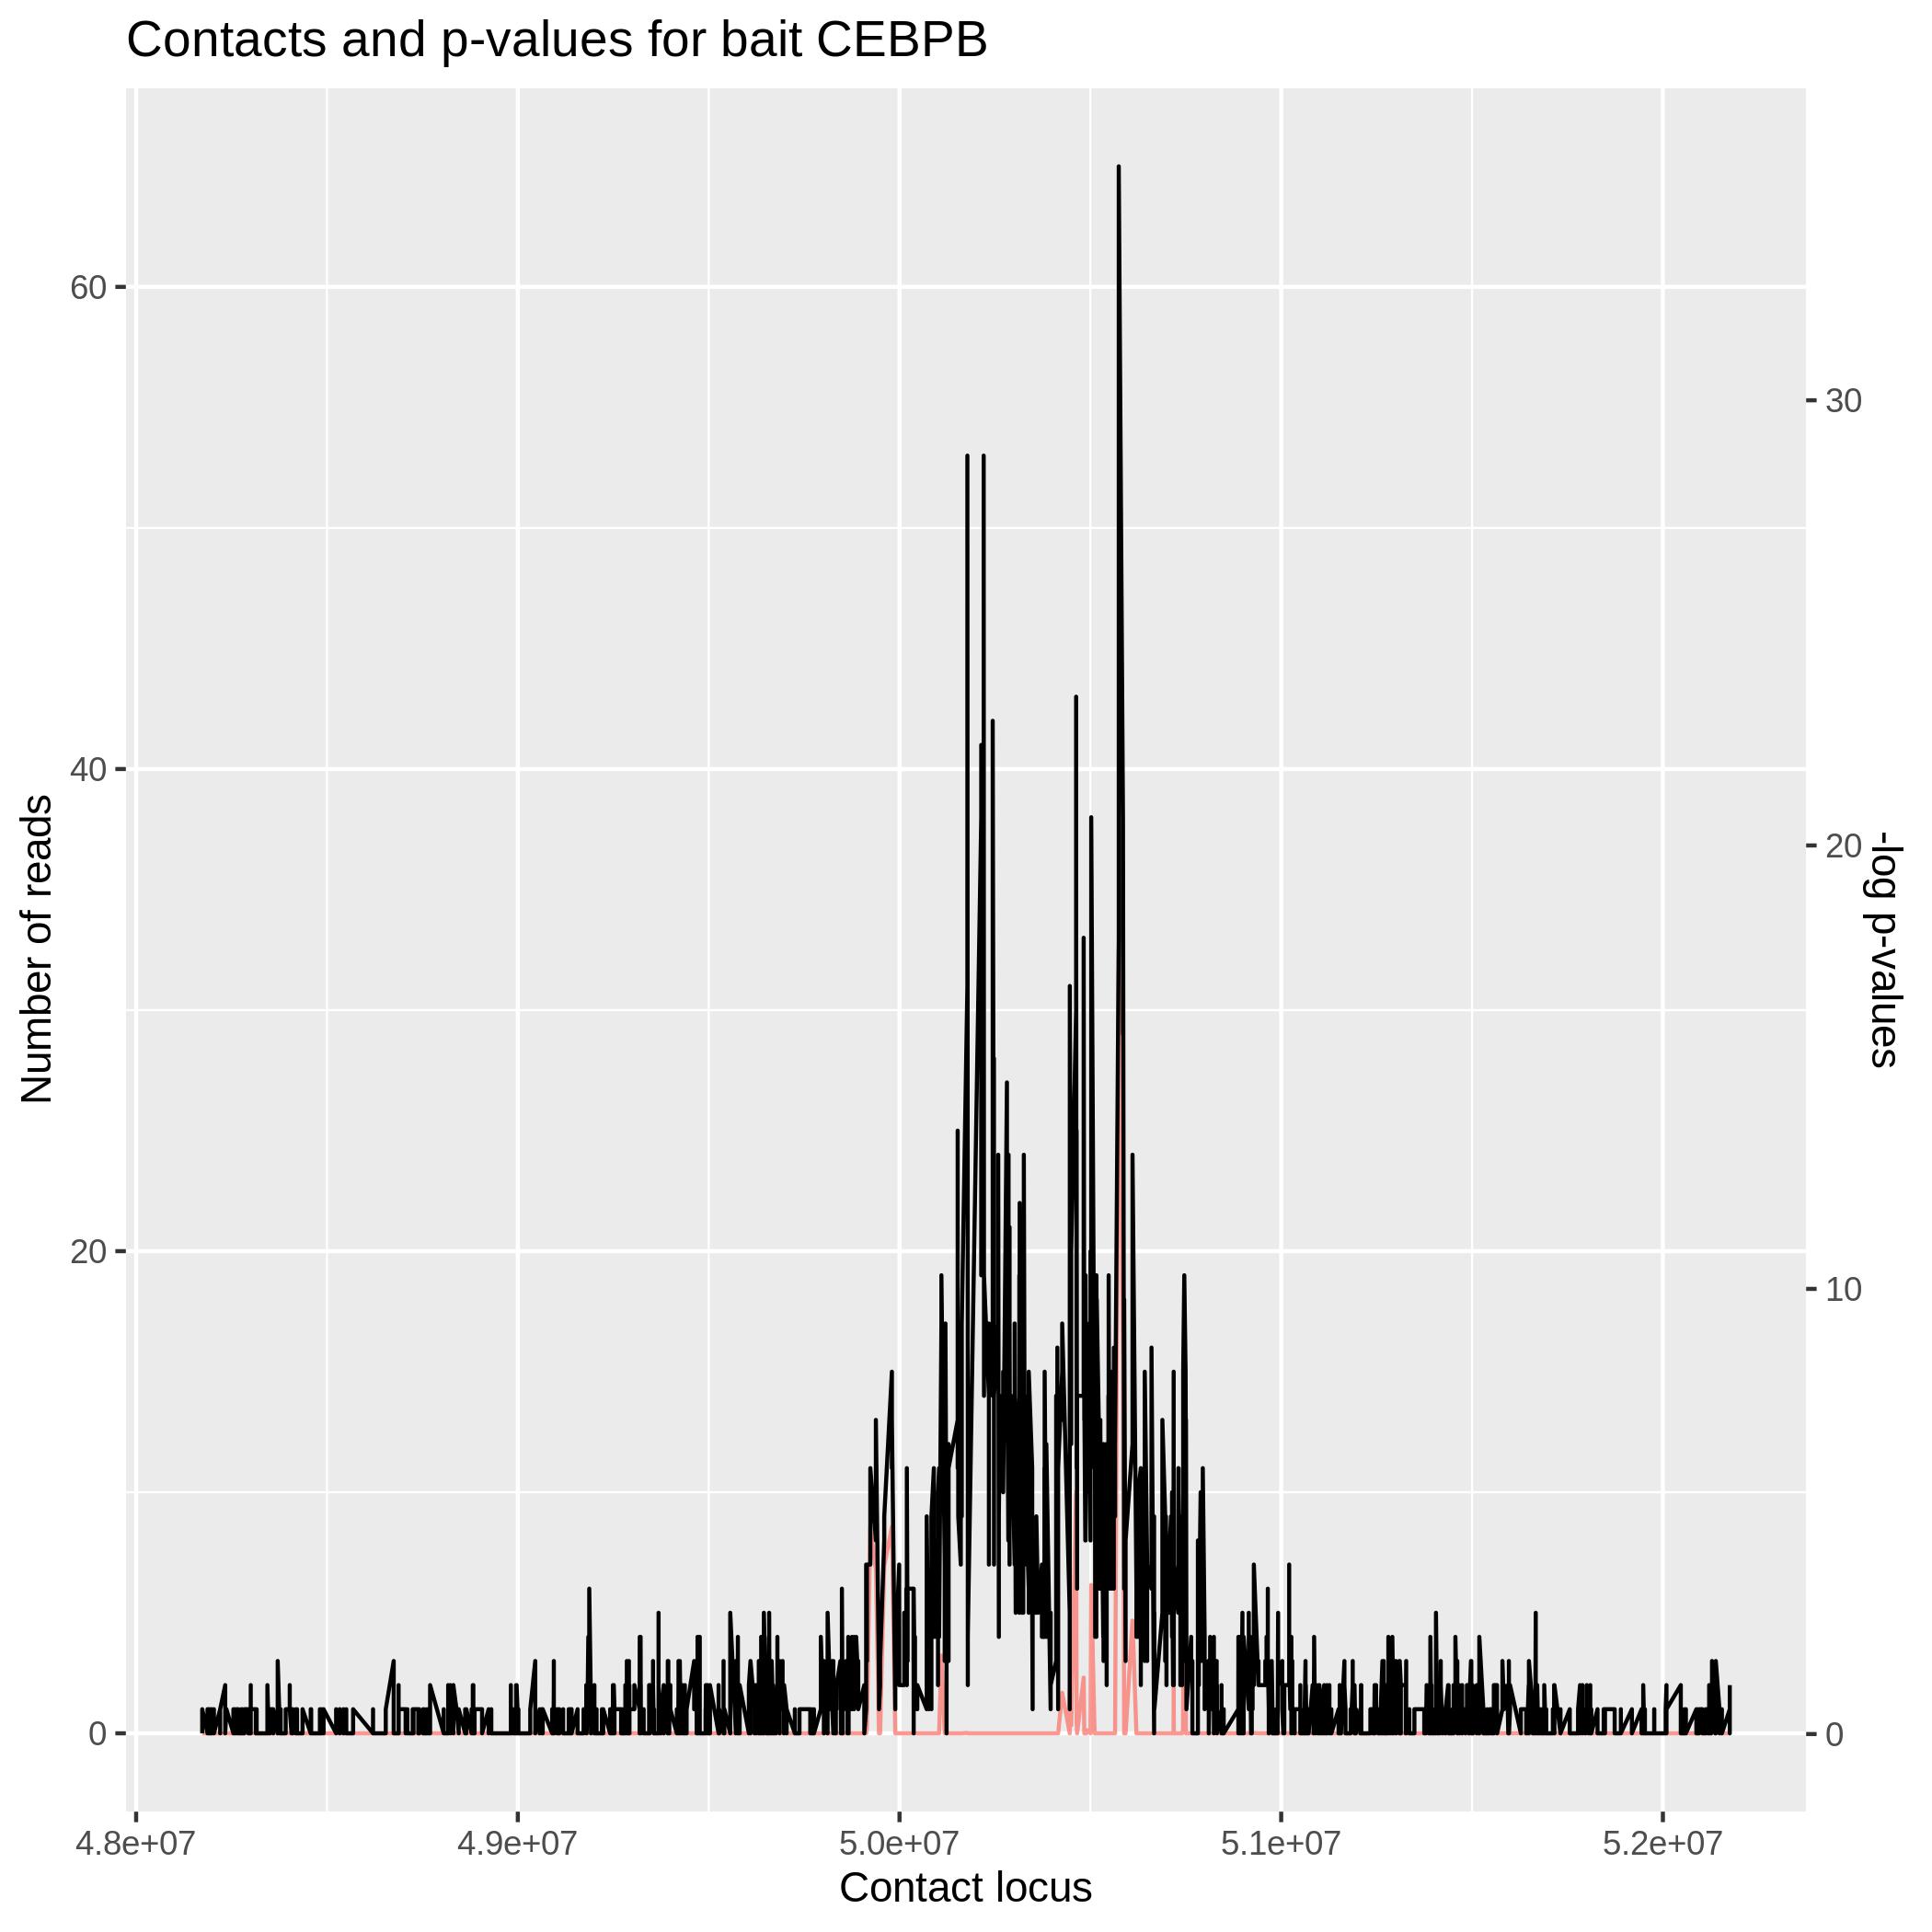 Contacts and p-values for bait CEBPB
60
40
20
0
30
20
10
0
Number of reads
-log p-values
4.8e+07
4.9e+07
5.0e+07
5.1e+07
5.2e+07
Contact locus